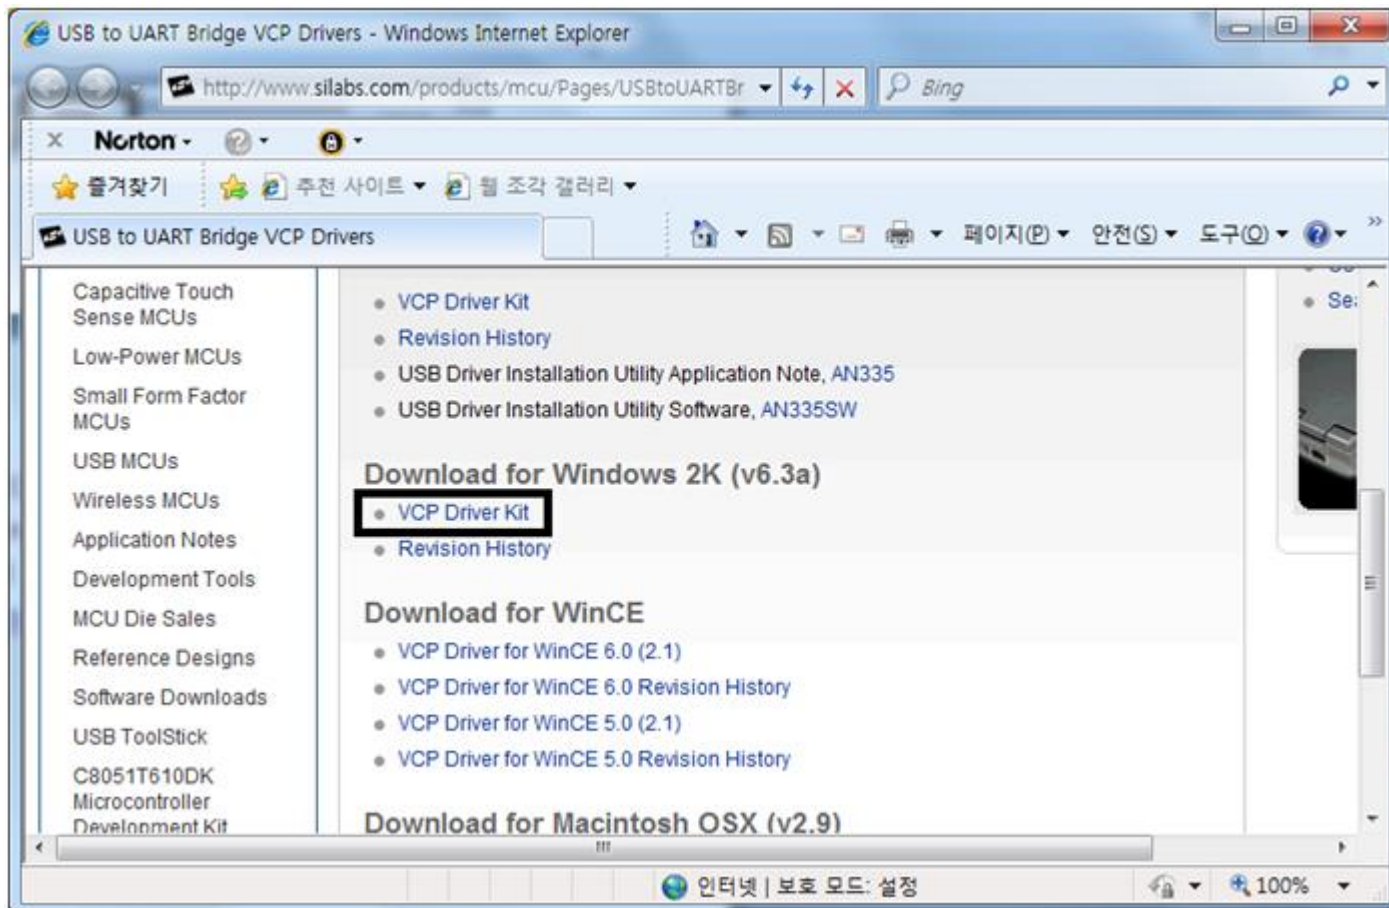 USB to UART Bridge VCP Drivers - Windows Internet Explorer
http://www.silabs.com/products/mcu/Pages/USBtoUARTBr
Bing
Norton
즐겨찾기 추천 사이트 웹 조각 갤러리
USB to UART Bridge VCP Drivers 페이지(P) 안전(S) 도구(O)
Capacitive Touch
Sense MCUs
Low-Power MCUs
Small Form Factor
MCUs
USB MCUs
Wireless MCUs
Application Notes
Development Tools
MCU Die Sales
Reference Designs
Software Downloads
USB ToolStick
C8051T610DK
Microcontroller
Development Kit
VCP Driver Kit
Revision History
USB Driver Installation Utility Application Note, AN335
USB Driver Installation Utility Software, AN335SW
Download for Windows 2K (v6.3a)
VCP Driver Kit
Revision History
Download for WinCE
VCP Driver for WinCE 6.0 (2.1)
VCP Driver for WinCE 6.0 Revision History
VCP Driver for WinCE 5.0 (2.1)
VCP Driver for WinCE 5.0 Revision History
Download for Macintosh OSX (v2.9)
인터넷 | 보호 모드: 설정 100%